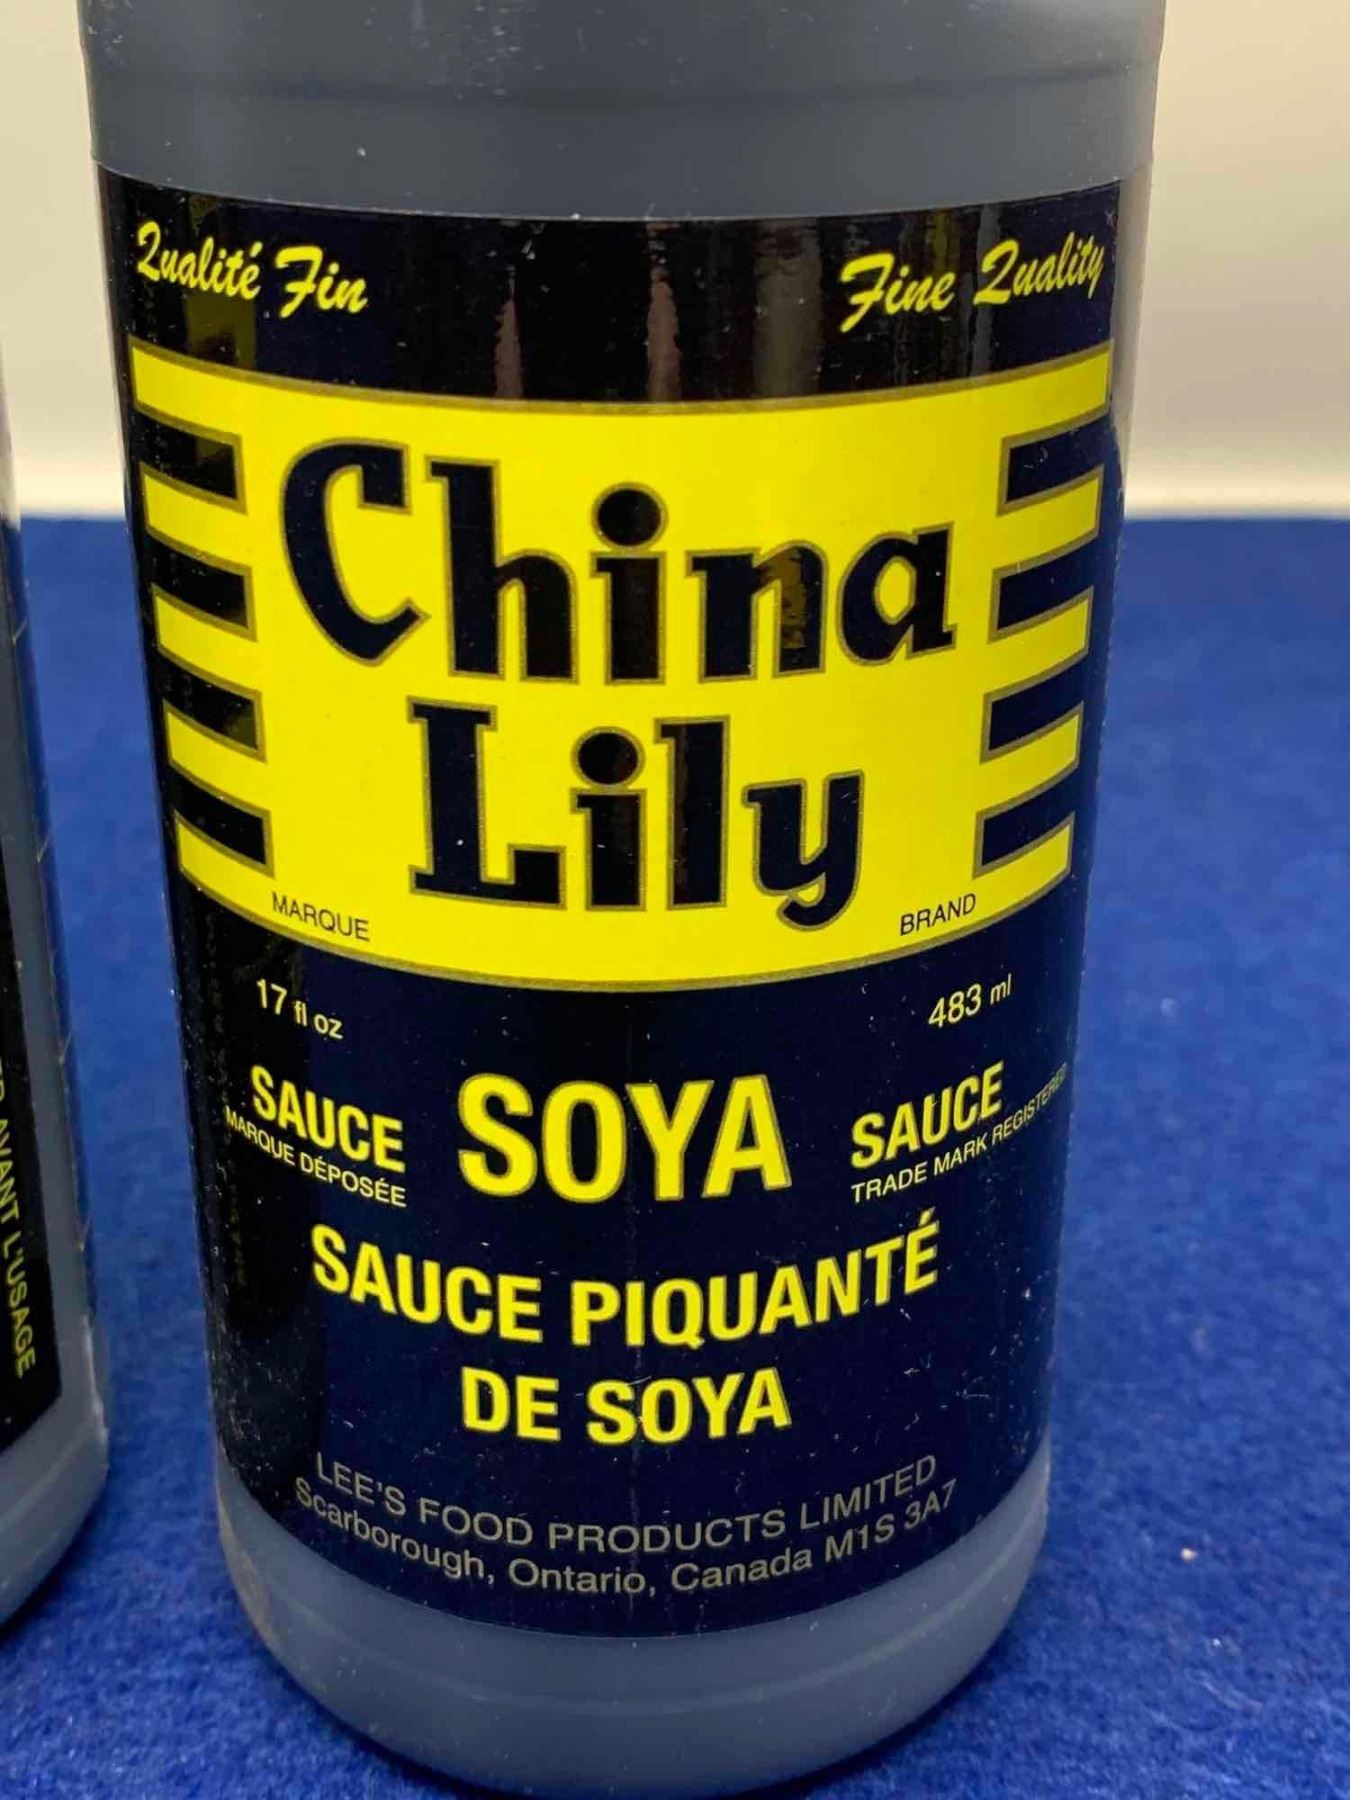 Qualité Fin
Fine Quality
China
Lily
MARQUE
BRAND
17 fl oz
483 ml
SAUCE
MARQUE DÉPOSÉE
SOYA
SAUCE
TRADE MARK REGISTERED
SAUCE PIQUANTÉ
DE SOYA
LEE'S FOOD PRODUCTS LIMITED
Scarborough, Ontario, Canada M1S 3A7
AVANT L'USAGE